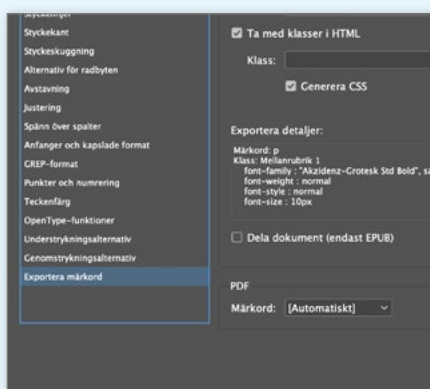 Styckelinjer
Styckekant
Styckeskuggning
Alternativ för radbyten
Avstavning
Justering
Spänn över spalter
Anfanger och kapslade format
GREP-format
Punkter och numrering
Teckenfärg
OpenType-funktioner
Understrykningsalternativ
Genomstrykningsalternativ
Exportera märkord
Ta med klasser i HTML
Klass:
Generera CSS
Exportera detaljer:
Märkord: p
Klass: Mellanrubrik 1
font-family : "Akzidenz-Grotesk Std Bold", sa
font-weight : normal
font-style : normal
font-size : 10px
Dela dokument (endast EPUB)
PDF
Märkord: [Automatiskt]